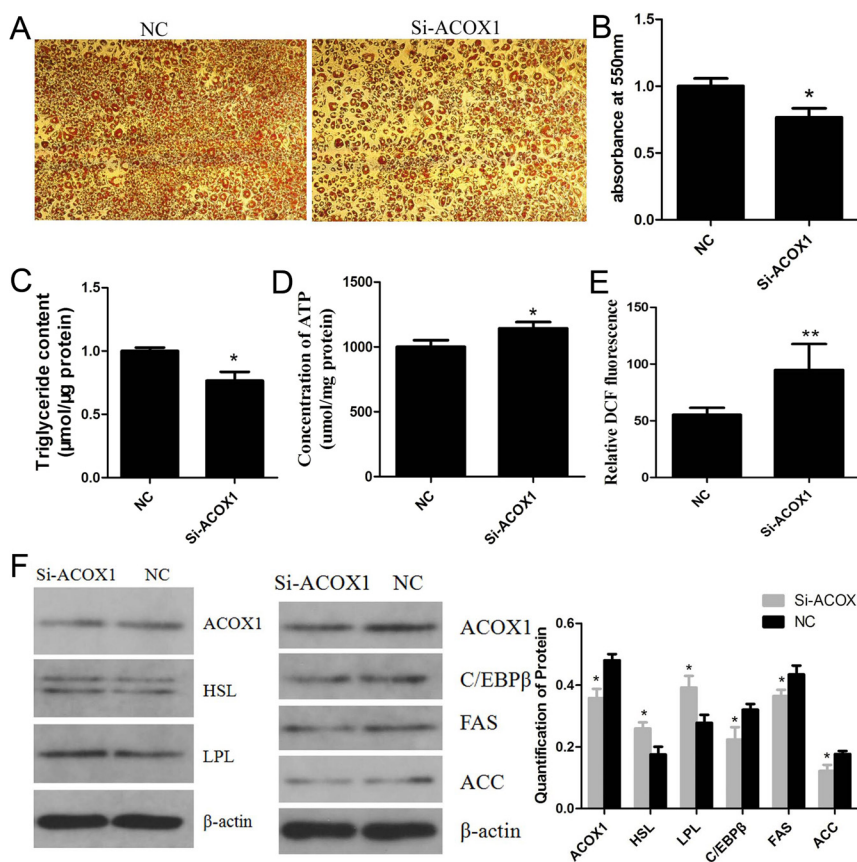 A
NC
Si-ACOX1
B
absorbance at 550nm
1.5
1.0
0.5
0.0
*
NC
Si-ACOX1
C
Triglyceride content
(μmol/μg protein)
1.5
1.0
0.5
0.0
*
NC
Si-ACOX1
D
Concentration of ATP
(umol/mg protein)
1500
1000
500
0
*
NC
Si-ACOX1
E
Relative DCF fluorescence
150
100
50
0
**
NC
Si-ACOX1
F
Si-ACOX1 NC
ACOX1
HSL
LPL
β-actin
Si-ACOX1 NC
ACOX1
C/EBPβ
FAS
ACC
β-actin
Si-ACOX
NC
Quantification of Protein
0.6
0.4
0.2
0.0
* * * * * *
ACOX1 HSL LPL C/EBPβ FAS ACC